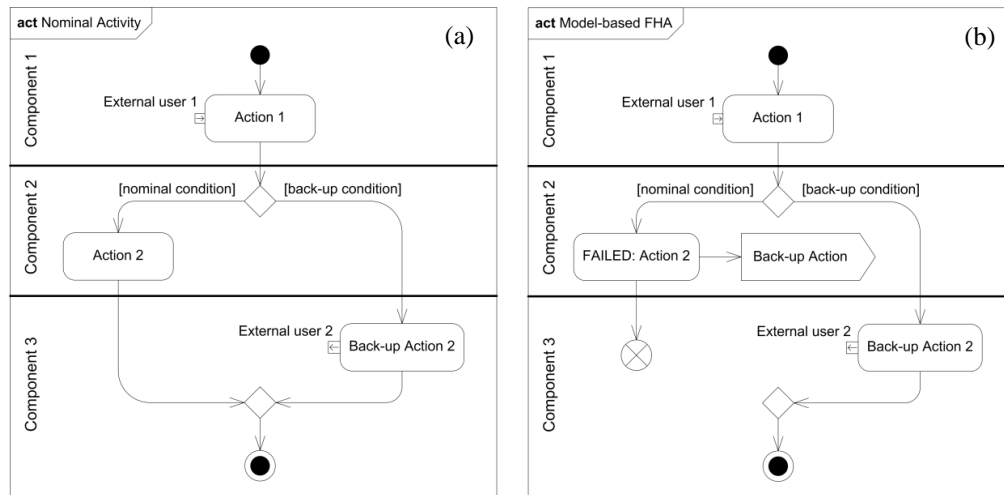 act Nominal Activity
(a)
Component 1
External user 1
Action 1
Component 2
[nominal condition]
[back-up condition]
Action 2
Component 3
External user 2
Back-up Action 2
act Model-based FHA
(b)
Component 1
External user 1
Action 1
Component 2
[nominal condition]
[back-up condition]
FAILED: Action 2
Back-up Action
Component 3
External user 2
Back-up Action 2